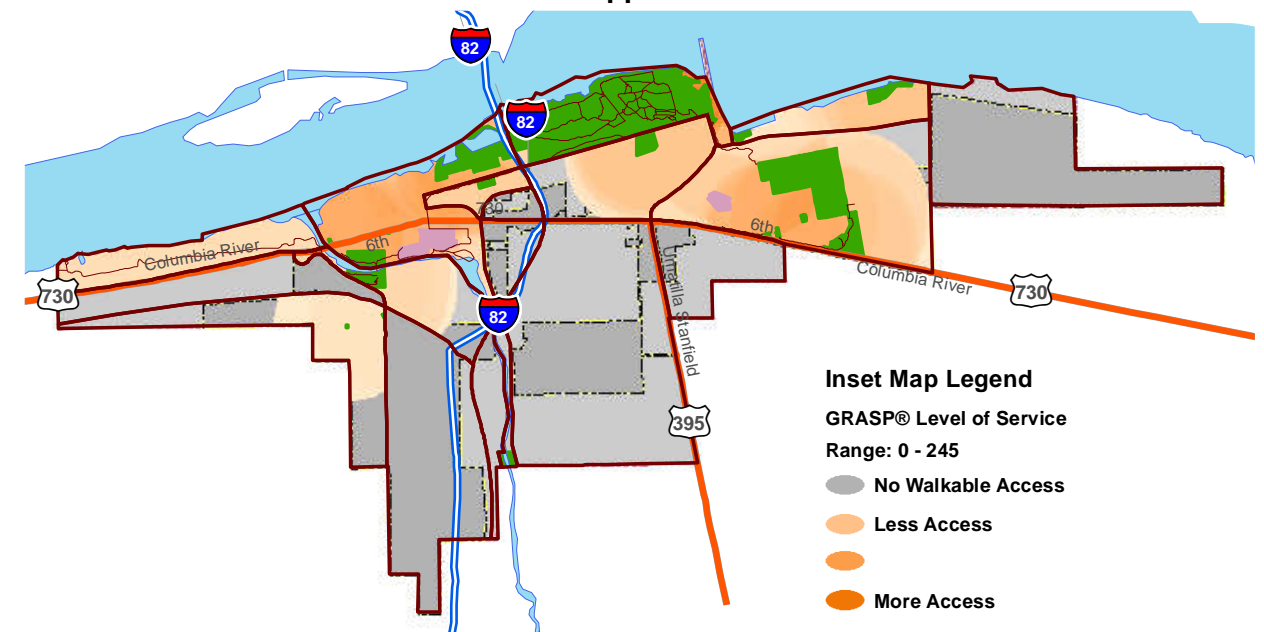 82
82
730
6th
Columbia River
6th
Columbia River
730
730
82
Umatilla Stanfield
395
Inset Map Legend
GRASP® Level of Service
Range: 0 - 245
No Walkable Access
Less Access
More Access